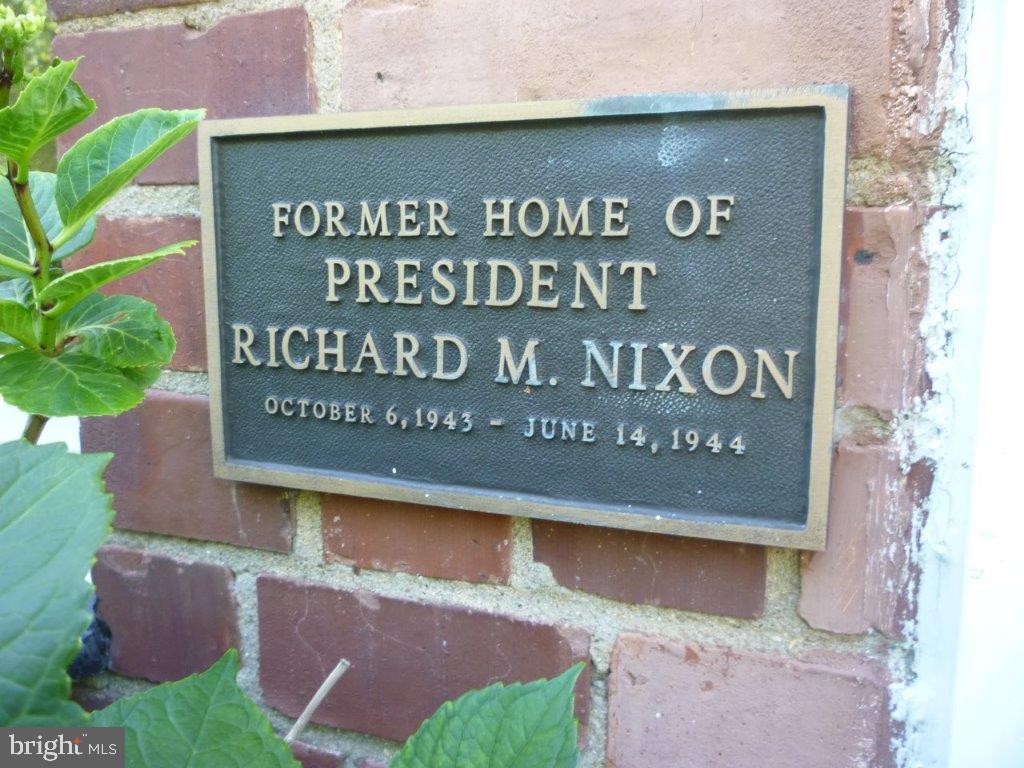 FORMER HOME OF
PRESIDENT
RICHARD M. NIXON
OCTOBER 6, 1943 - JUNE 14, 1944
bright MLS